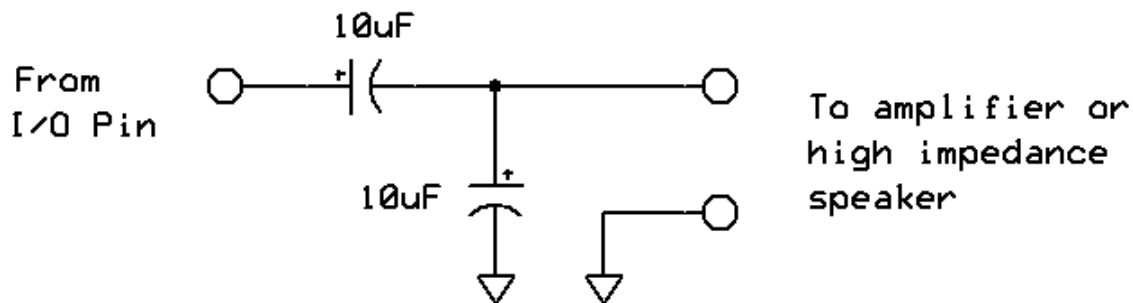 10uF
From
I/O Pin
To amplifier or
high impedance
speaker
10uF